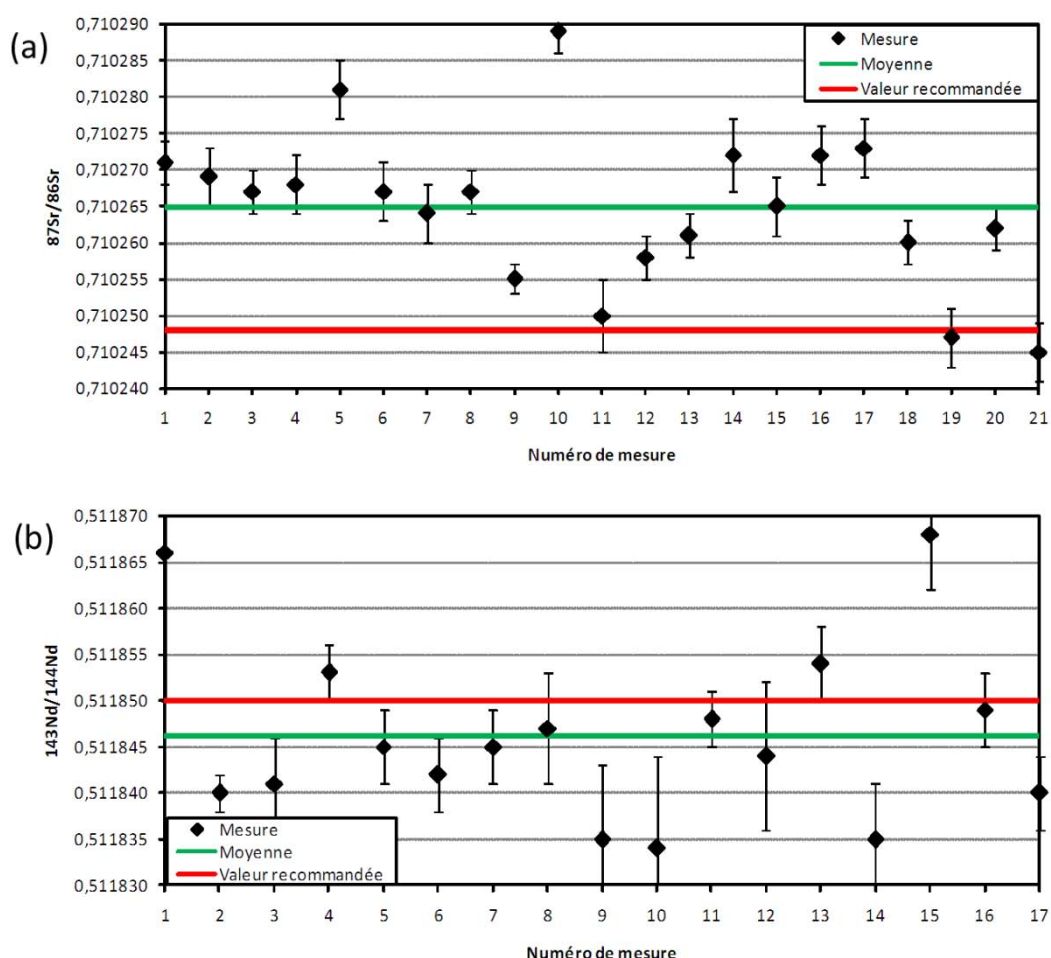 (a)
0,710290
0,710285
0,710280
0,710275
0,710270
0,710265
0,710260
0,710255
0,710250
0,710245
0,710240
87Sr/86Sr
Mesure
Moyenne
Valeur recommandée
1 2 3 4 5 6 7 8 9 10 11 12 13 14 15 16 17 18 19 20 21
Numéro de mesure
(b)
0,511870
0,511865
0,511860
0,511855
0,511850
0,511845
0,511840
0,511835
0,511830
143Nd/144Nd
Mesure
Moyenne
Valeur recommandée
1 2 3 4 5 6 7 8 9 10 11 12 13 14 15 16 17
Numéro de mesure